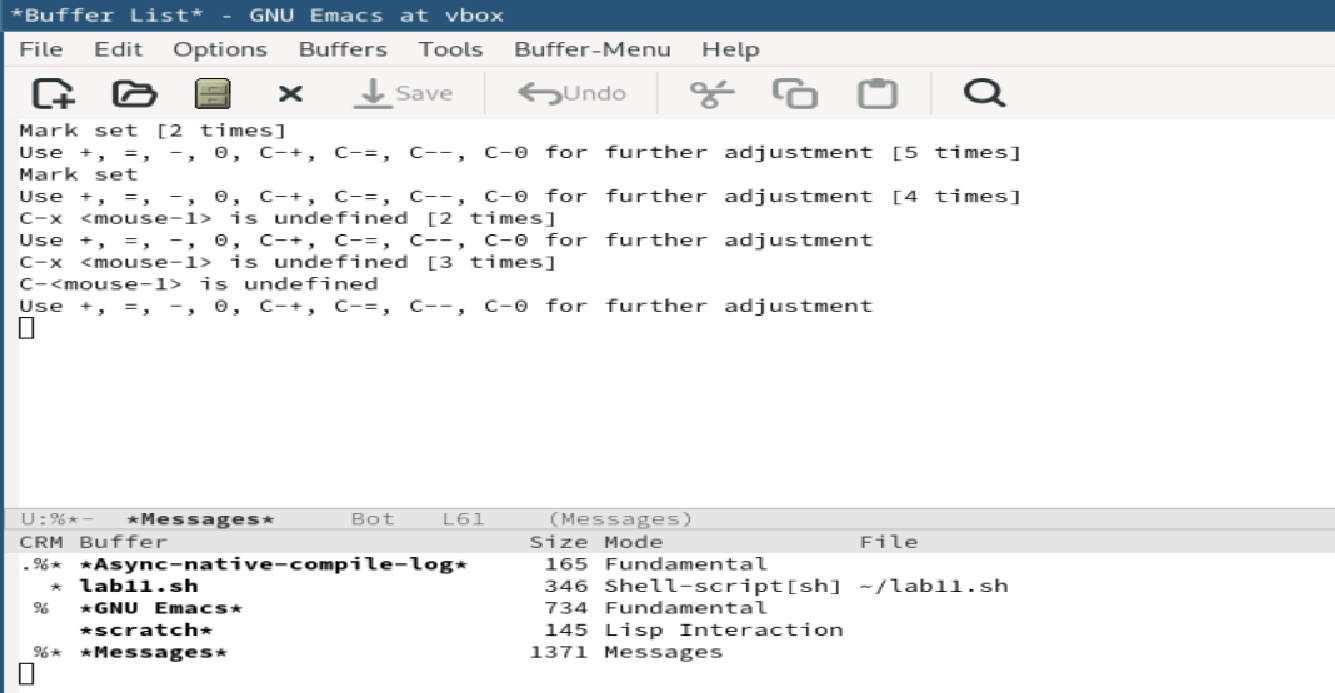 *Buffer List* - GNU Emacs at vbox
File Edit Options Buffers Tools Buffer-Menu Help
Save Undo
Mark set [2 times]
Use +, =, -, 0, C-+, C-=, C--, C-0 for further adjustment [5 times]
Mark set
Use +, =, -, 0, C-+, C-=, C--, C-0 for further adjustment [4 times]
C-x <mouse-1> is undefined [2 times]
Use +, =, -, 0, C-+, C-=, C--, C-0 for further adjustment
C-x <mouse-1> is undefined [3 times]
C-<mouse-1> is undefined
Use +, =, -, 0, C-+, C-=, C--, C-0 for further adjustment
U:%*- *Messages* Bot L61 (Messages)
CRM Buffer Size Mode File
.%* *Async-native-compile-log* 165 Fundamental
* lab11.sh 346 Shell-script[sh] ~/lab11.sh
% *GNU Emacs* 734 Fundamental
*scratch* 145 Lisp Interaction
%* *Messages* 1371 Messages